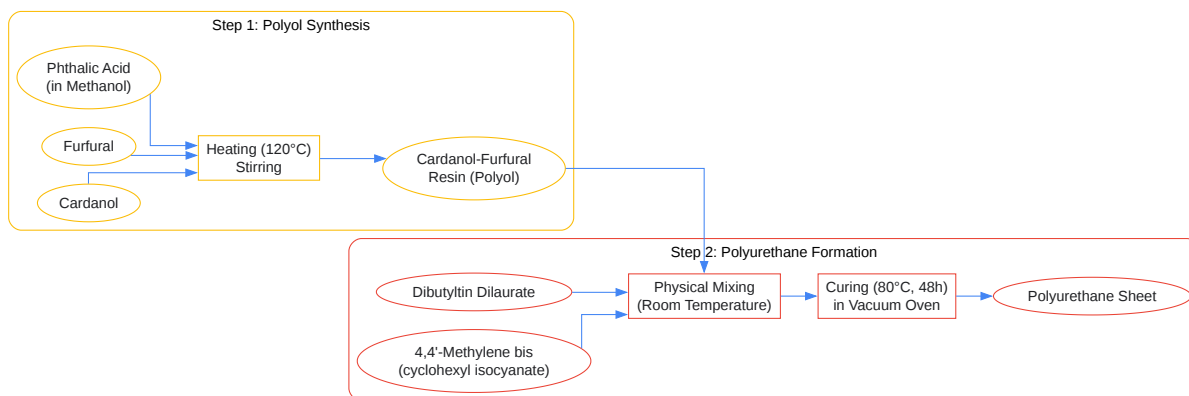 Step 1: Polyol Synthesis
Phthalic Acid
(in Methanol)
Furfural
Cardanol
Heating (120°C)
Stirring
Cardanol-Furfural
Resin (Polyol)
Step 2: Polyurethane Formation
Dibutyltin Dilaurate
4,4'-Methylene bis
(cyclohexyl isocyanate)
Physical Mixing
(Room Temperature)
Curing (80°C, 48h)
in Vacuum Oven
Polyurethane Sheet